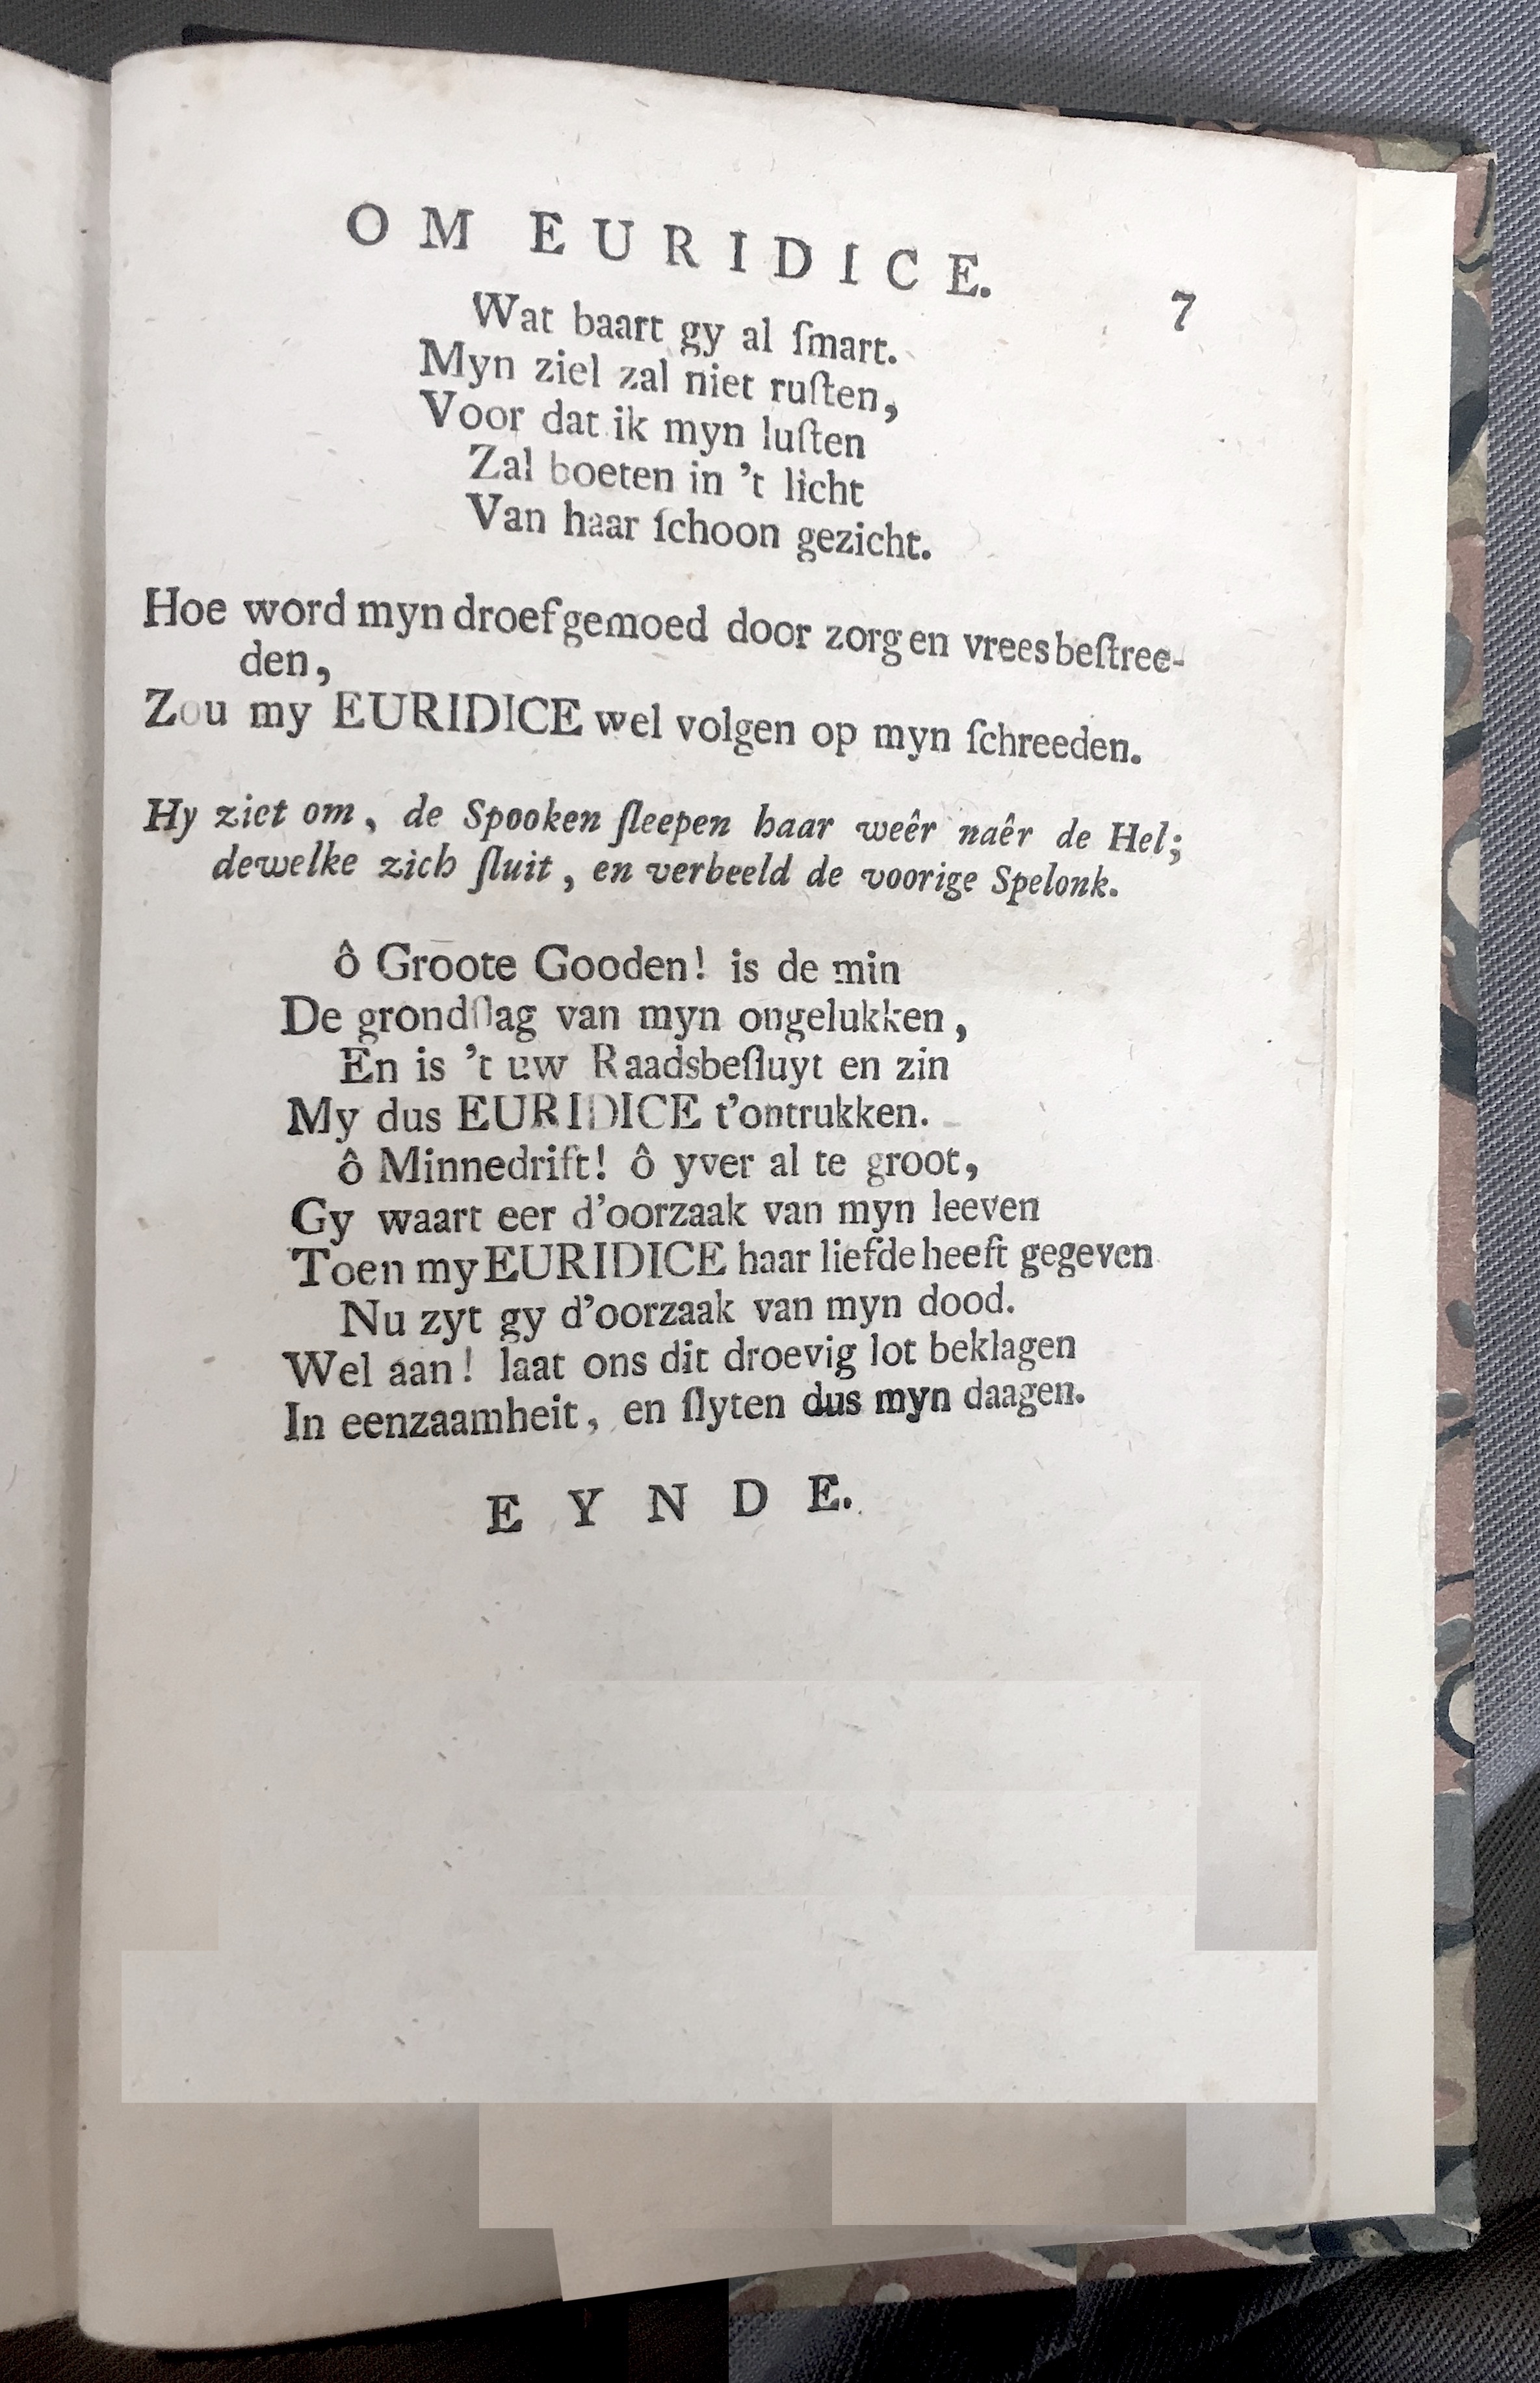 OM EURIDICE.
7
Wat baart gy al ſmart.
Myn ziel zal niet ruſten,
Voor dat ik myn luſten
Zal boeten in 't licht
Van haar ſchoon gezicht.
Hoe word myn droef gemoed door zorg en vrees beſtree-
den,
Zou my EURIDICE wel volgen op myn ſchreeden.
Hy ziet om, de Spooken ſleepen haar weêr naêr de Hel;
dewelke zich ſluit, en verbeeld de voorige Spelonk.
ô Groote Gooden! is de min
De grondſlag van myn ongelukken,
En is 't uw Raadsbeſluyt en zin
My dus EURIDICE t'ontrukken.
ô Minnedrift! ô yver al te groot,
Gy waart eer d'oorzaak van myn leeven
Toen my EURIDICE haar liefde heeft gegeven
Nu zyt gy d'oorzaak van myn dood.
Wel aan! laat ons dit droevig lot beklagen
In eenzaamheit, en ſlyten dus myn daagen.
EYNDE.